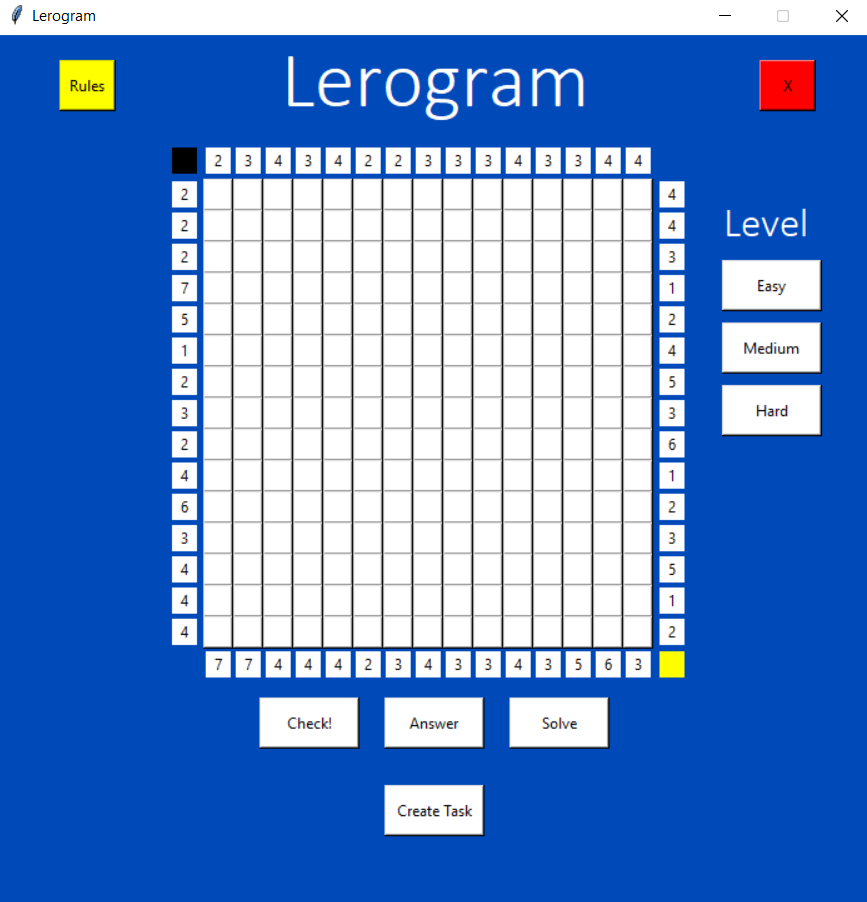 Lerogram
Rules Lerogram X
2 3 4 3 4 2 2 3 3 3 4 3 3 4 4
2 4
2 4
Level
2 3
7 1
Easy
5 2
1 4
Medium
2 5
3 3
Hard
2 6
4 1
6 2
3 3
4 5
4 1
4 2
7 7 4 4 4 2 3 4 3 3 4 3 5 6 3
Check! Answer Solve
Create Task